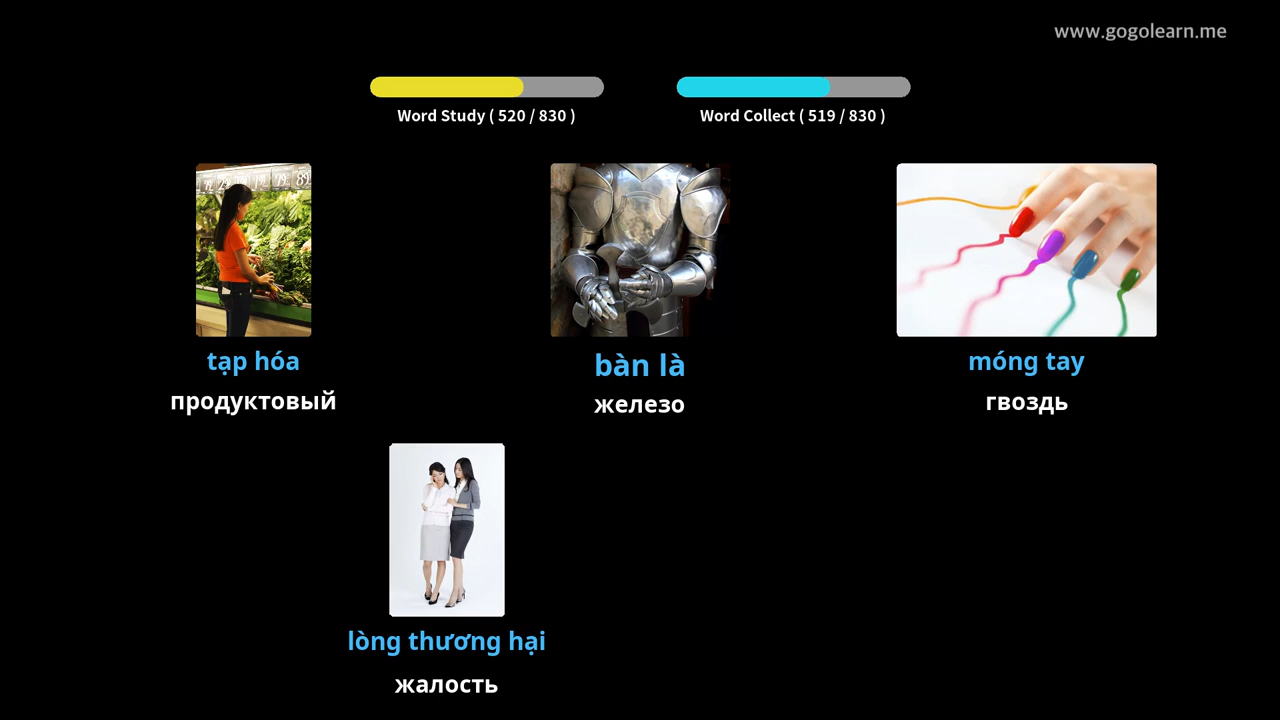 www.gogolearn.me
Word Study ( 520 / 830 )
Word Collect ( 519 / 830 )
tạp hóa
продуктовый
bàn là
железо
móng tay
гвоздь
lòng thương hại
жалость